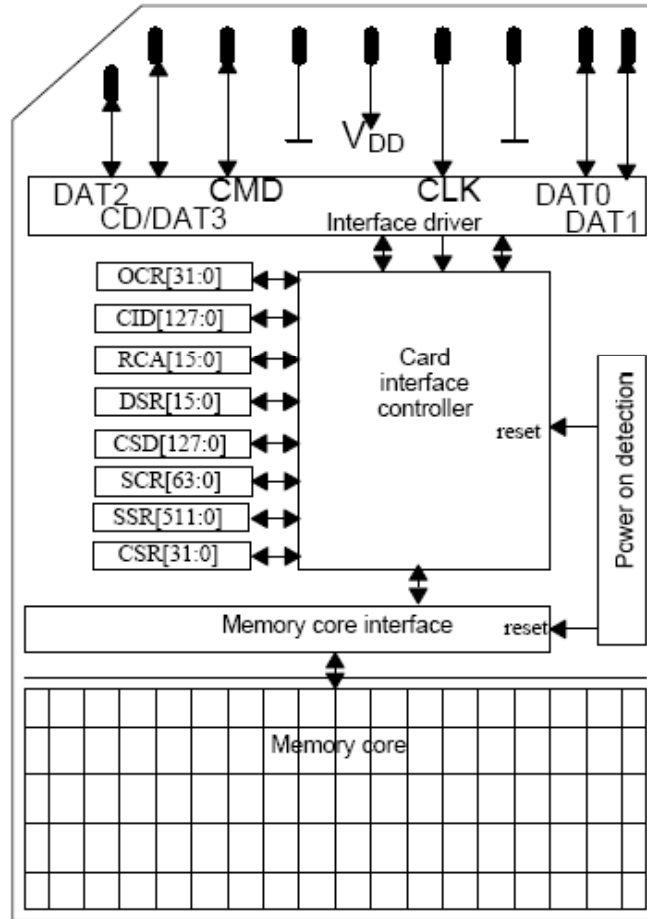 V_DD
DAT2 CMD CLK DAT0
CD/DAT3 Interface driver DAT1
OCR[31:0]
CID[127:0]
RCA[15:0]
DSR[15:0]
CSD[127:0]
SCR[63:0]
SSR[511:0]
CSR[31:0]
Card
interface
controller
reset
Power on detection
Memory core interface reset
Memory core